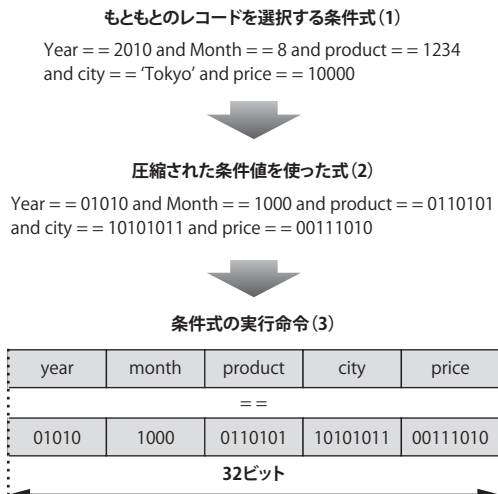 もともとのレコードを選択する条件式(1)
Year = = 2010 and Month = = 8 and product = = 1234
and city = = ‘Tokyo’ and price = = 10000
圧縮された条件値を使った式(2)
Year = = 01010 and Month = = 1000 and product = = 0110101
and city = = 10101011 and price = = 00111010
条件式の実行命令(3)
year month product city price
= =
01010 1000 0110101 10101011 00111010
32ビット